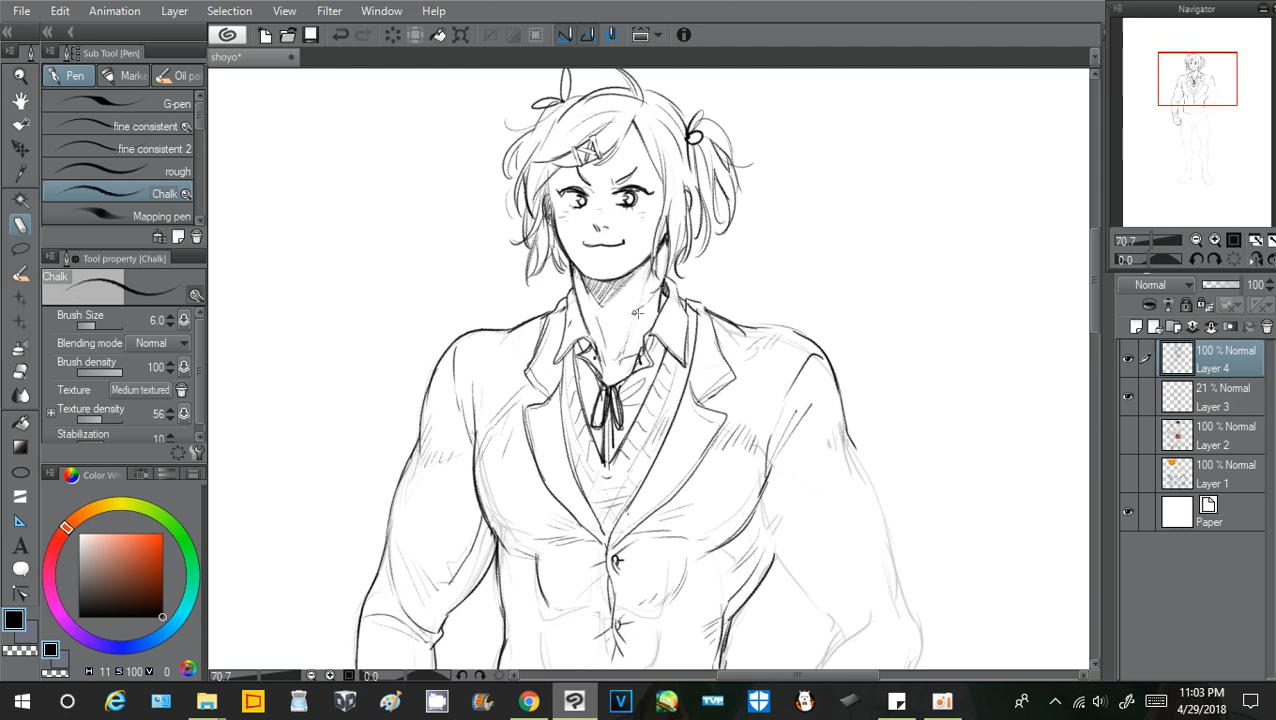 File Edit Animation Layer Selection View Filter Window Help
Navigator
Sub Tool [Pen]
shoyo*
Pen Marke Oil pa
G-pen
fine consistent
fine consistent 2
rough
Chalk
Mapping pen
Tool property [Chalk]
Chalk
Brush Size 6.0
Blending mode Normal
Brush density 100
Texture Medium textured
Texture density 56
Stabilization 10
Color Wh
H 11 S 100 V 0
70.7 0.0
70.7
0.0
Normal 100
100 % Normal
Layer 4
21 % Normal
Layer 3
100 % Normal
Layer 2
100 % Normal
Layer 1
Paper
11:03 PM
4/29/2018